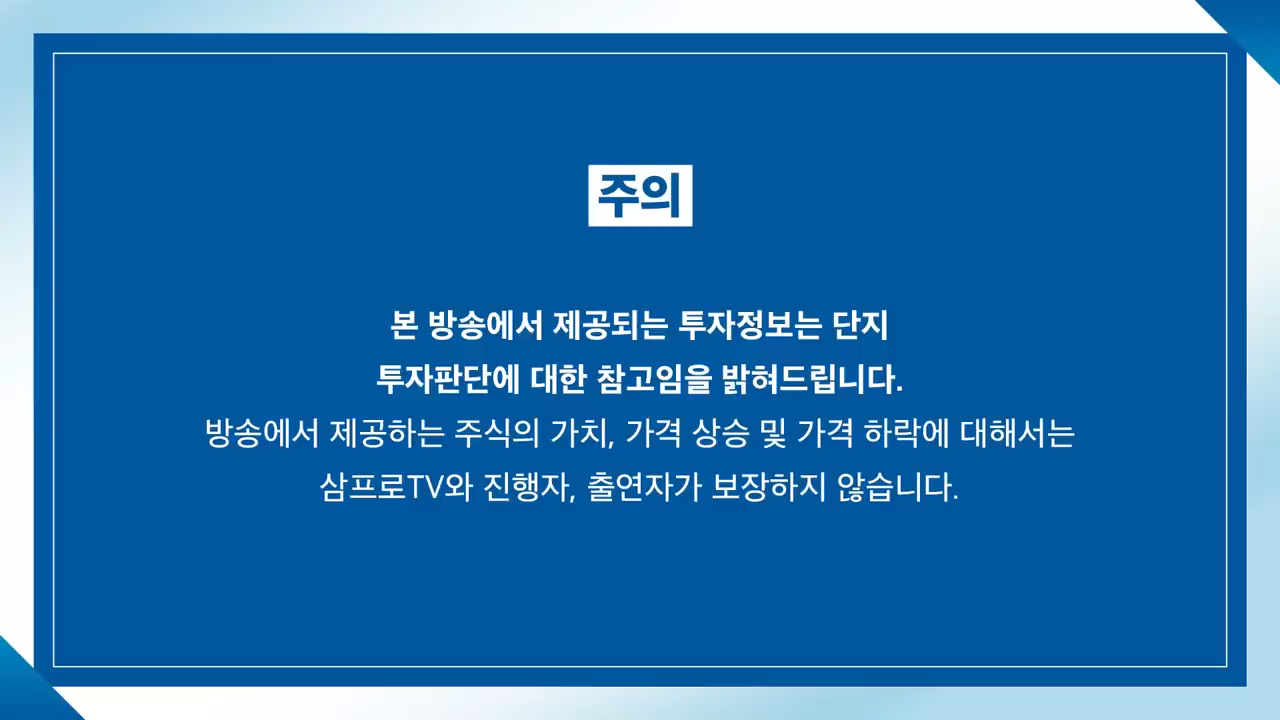 주의
본 방송에서 제공되는 투자정보는 단지
투자판단에 대한 참고임을 밝혀드립니다.
방송에서 제공하는 주식의 가치, 가격 상승 및 가격 하락에 대해서는
삼프로TV와 진행자, 출연자가 보장하지 않습니다.